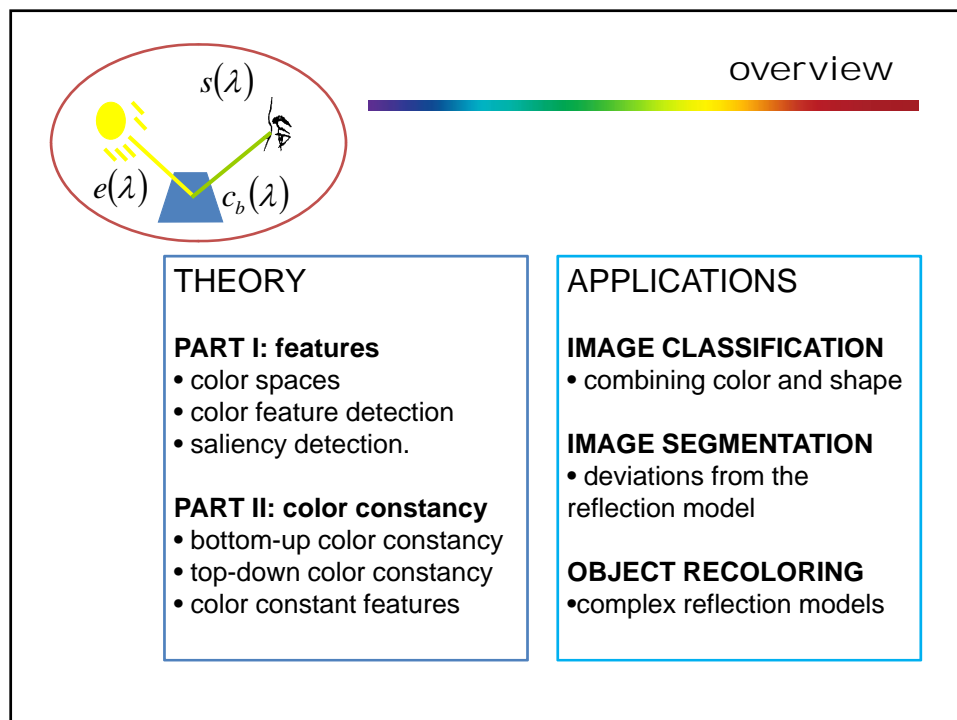 overview
s(λ)
e(λ)
c_b(λ)
THEORY
PART I: features
• color spaces
• color feature detection
• saliency detection.
PART II: color constancy
• bottom-up color constancy
• top-down color constancy
• color constant features
APPLICATIONS
IMAGE CLASSIFICATION
• combining color and shape
IMAGE SEGMENTATION
• deviations from the
reflection model
OBJECT RECOLORING
•complex reflection models